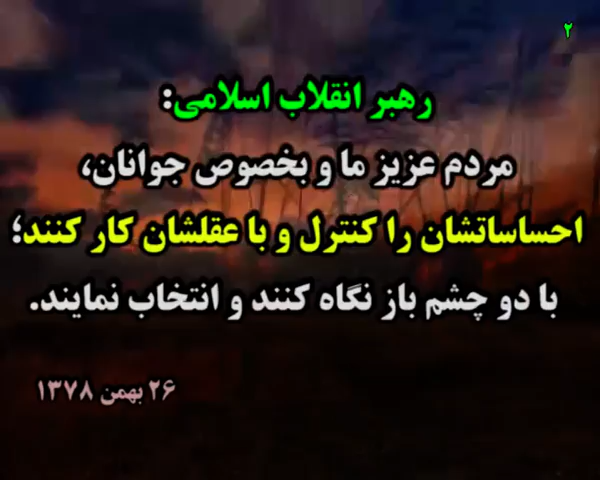 ۲
رهبر انقلاب اسلامی:
مردم عزیز ما و بخصوص جوانان،
احساساتشان را کنترل و با عقلشان کار کنند؛
با دو چشم باز نگاه کنند و انتخاب نمایند.
۲۶ بهمن ۱۳۷۸